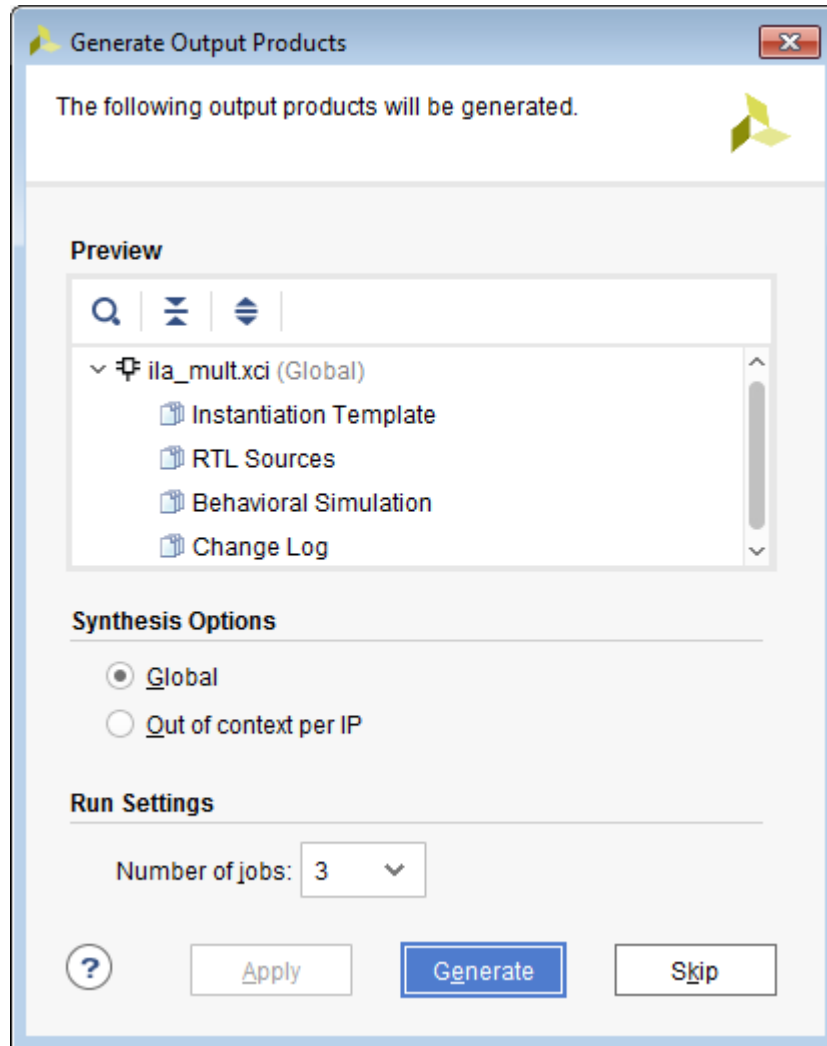 Generate Output Products
The following output products will be generated.
Preview
ila_mult.xci (Global)
Instantiation Template
RTL Sources
Behavioral Simulation
Change Log
Synthesis Options
Global
Out of context per IP
Run Settings
Number of jobs: 3
? Apply Generate Skip